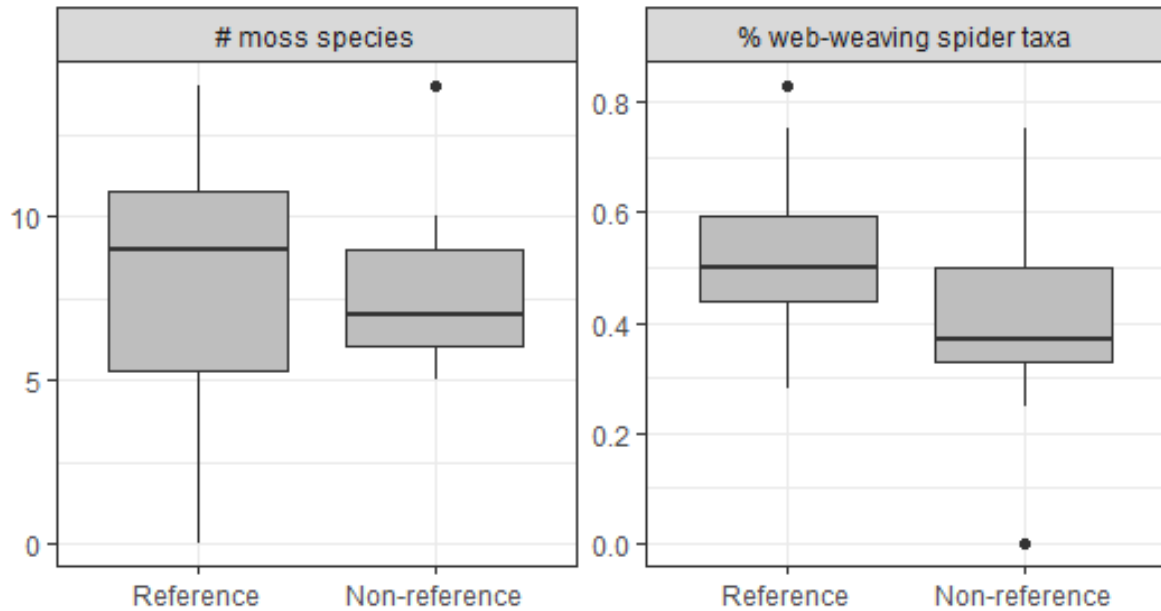 # moss species
% web-weaving spider taxa
10
5
0
0.8
0.6
0.4
0.2
0.0
Reference
Non-reference
Reference
Non-reference